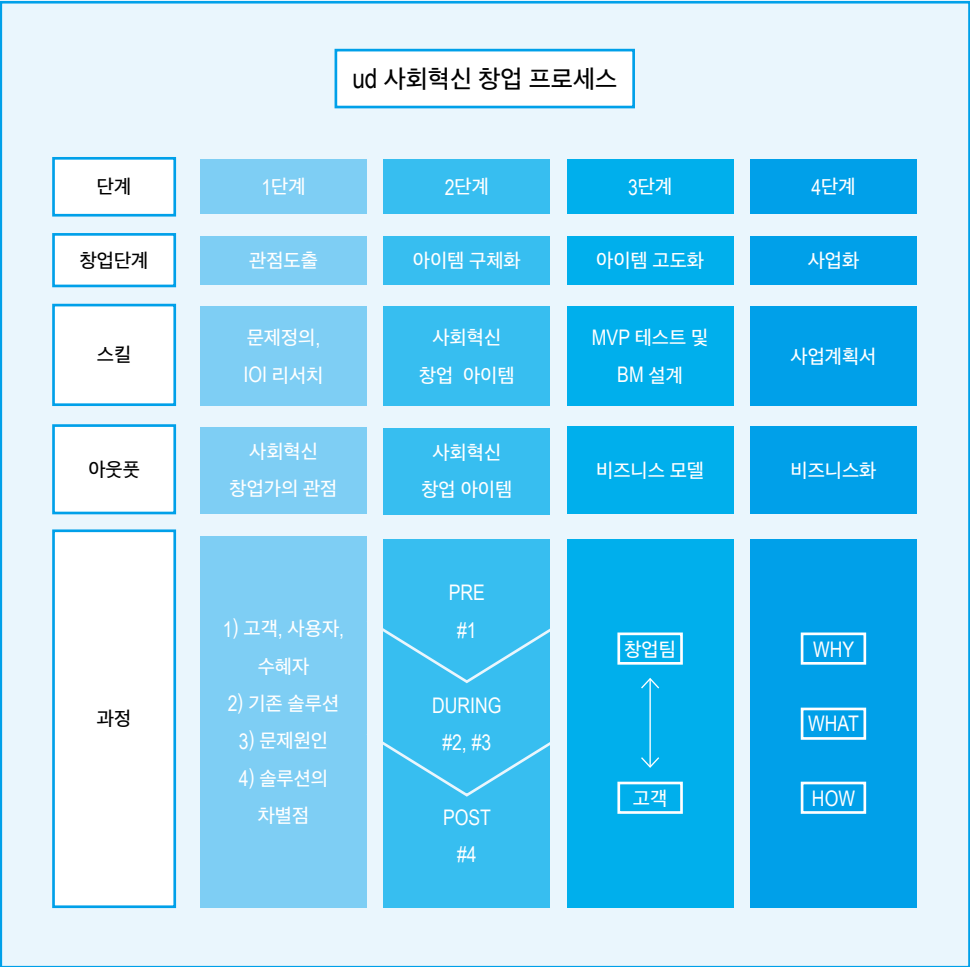 ud 사회혁신 창업 프로세스
단계
1단계
2단계
3단계
4단계
창업단계
관점도출
아이템 구체화
아이템 고도화
사업화
스킬
문제정의,
IOI 리서치
사회혁신
창업 아이템
MVP 테스트 및
BM 설계
사업계획서
아웃풋
사회혁신
창업가의 관점
사회혁신
창업 아이템
비즈니스 모델
비즈니스화
과정
1) 고객, 사용자,
수혜자
2) 기존 솔루션
3) 문제원인
4) 솔루션의
차별점
PRE
#1
DURING
#2, #3
POST
#4
창업팀
고객
WHY
WHAT
HOW